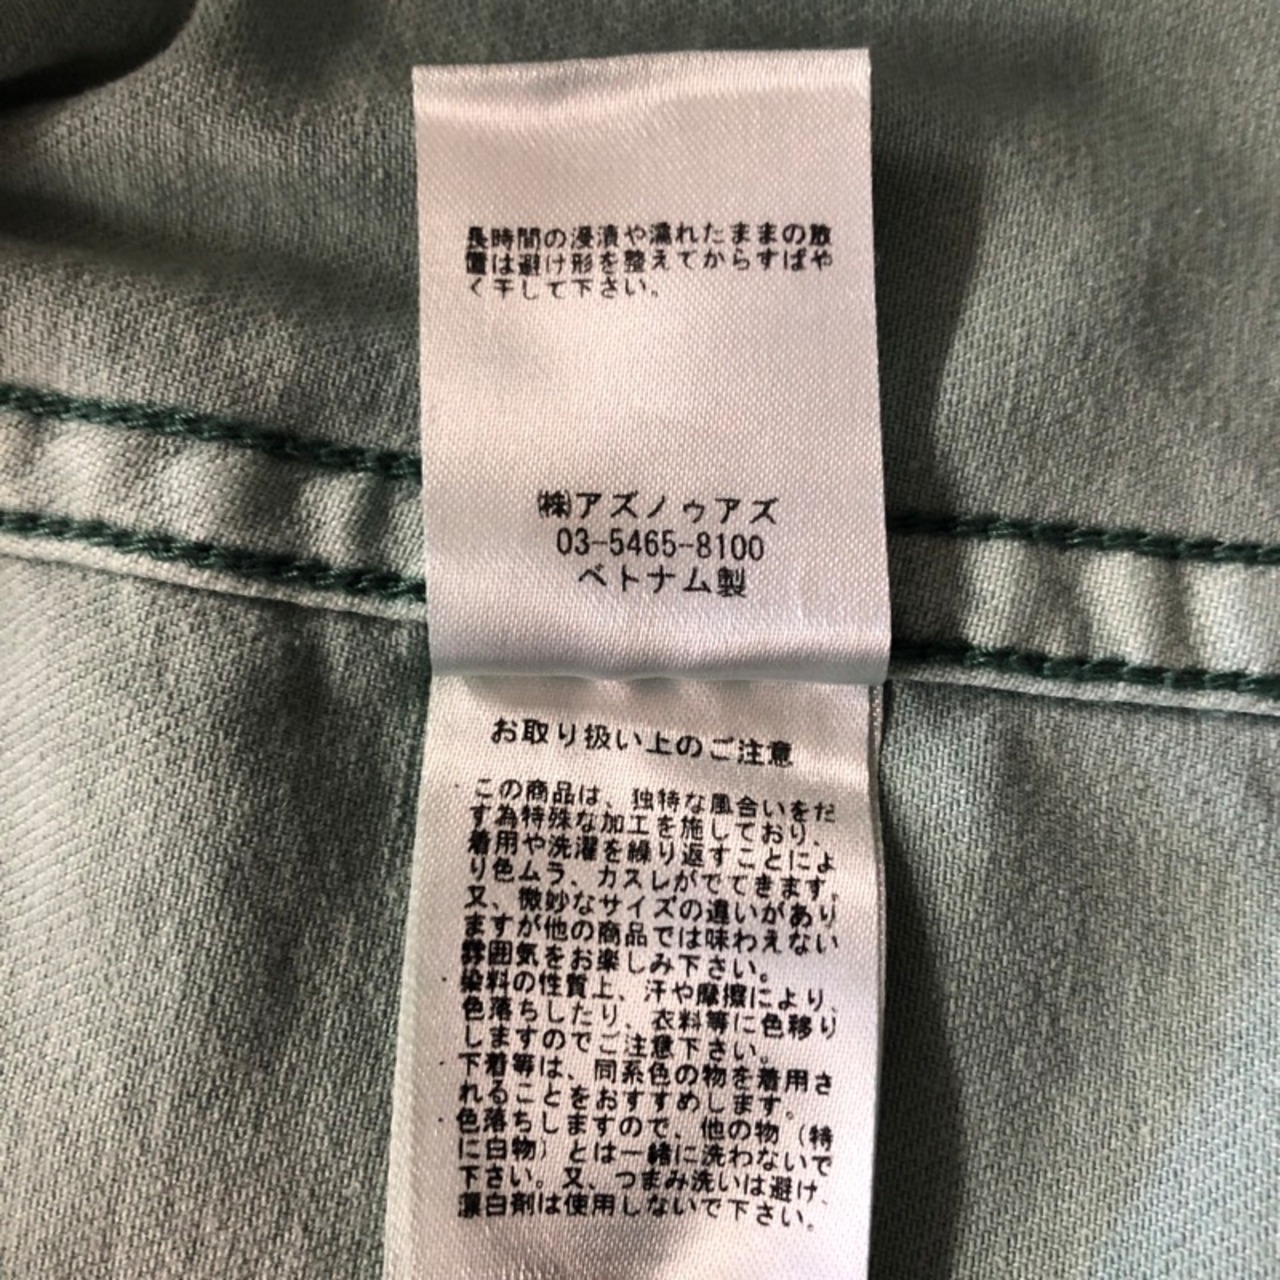 長時間の浸漬や濡れたままの放
置は避け形を整えてからすばや
く干して下さい。
㈱アズノゥアズ
03-5465-8100
ベトナム製
お取り扱い上のご注意
・この商品は、独特な風合いをだ
す為特殊な加工を施しており、
着用や洗濯を繰り返すことによ
り色ムラ、カスレがでてきます。
又、微妙なサイズの違いがあり
ますが他の商品では味わえない
雰囲気をお楽しみ下さい。
・染料の性質上、汗や摩擦により、
色落ちしたり、衣料等に色移り
しますのでご注意下さい。
・下着等は、同系色の物を着用さ
れることをおすすめします。
・色落ちしますので、他の物（特
に白物）とは一緒に洗わないで
下さい。又、つまみ洗いは避け、
漂白剤は使用しないで下さい。